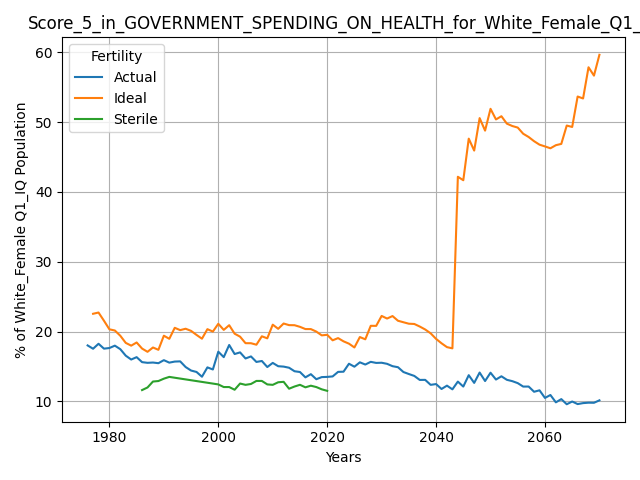 Score_5_in_GOVERNMENT_SPENDING_ON_HEALTH_for_White_Female_Q1_
Fertility
Actual
Ideal
Sterile
% of White_Female Q1_IQ Population
60
50
40
30
20
10
1980
2000
2020
2040
2060
Years